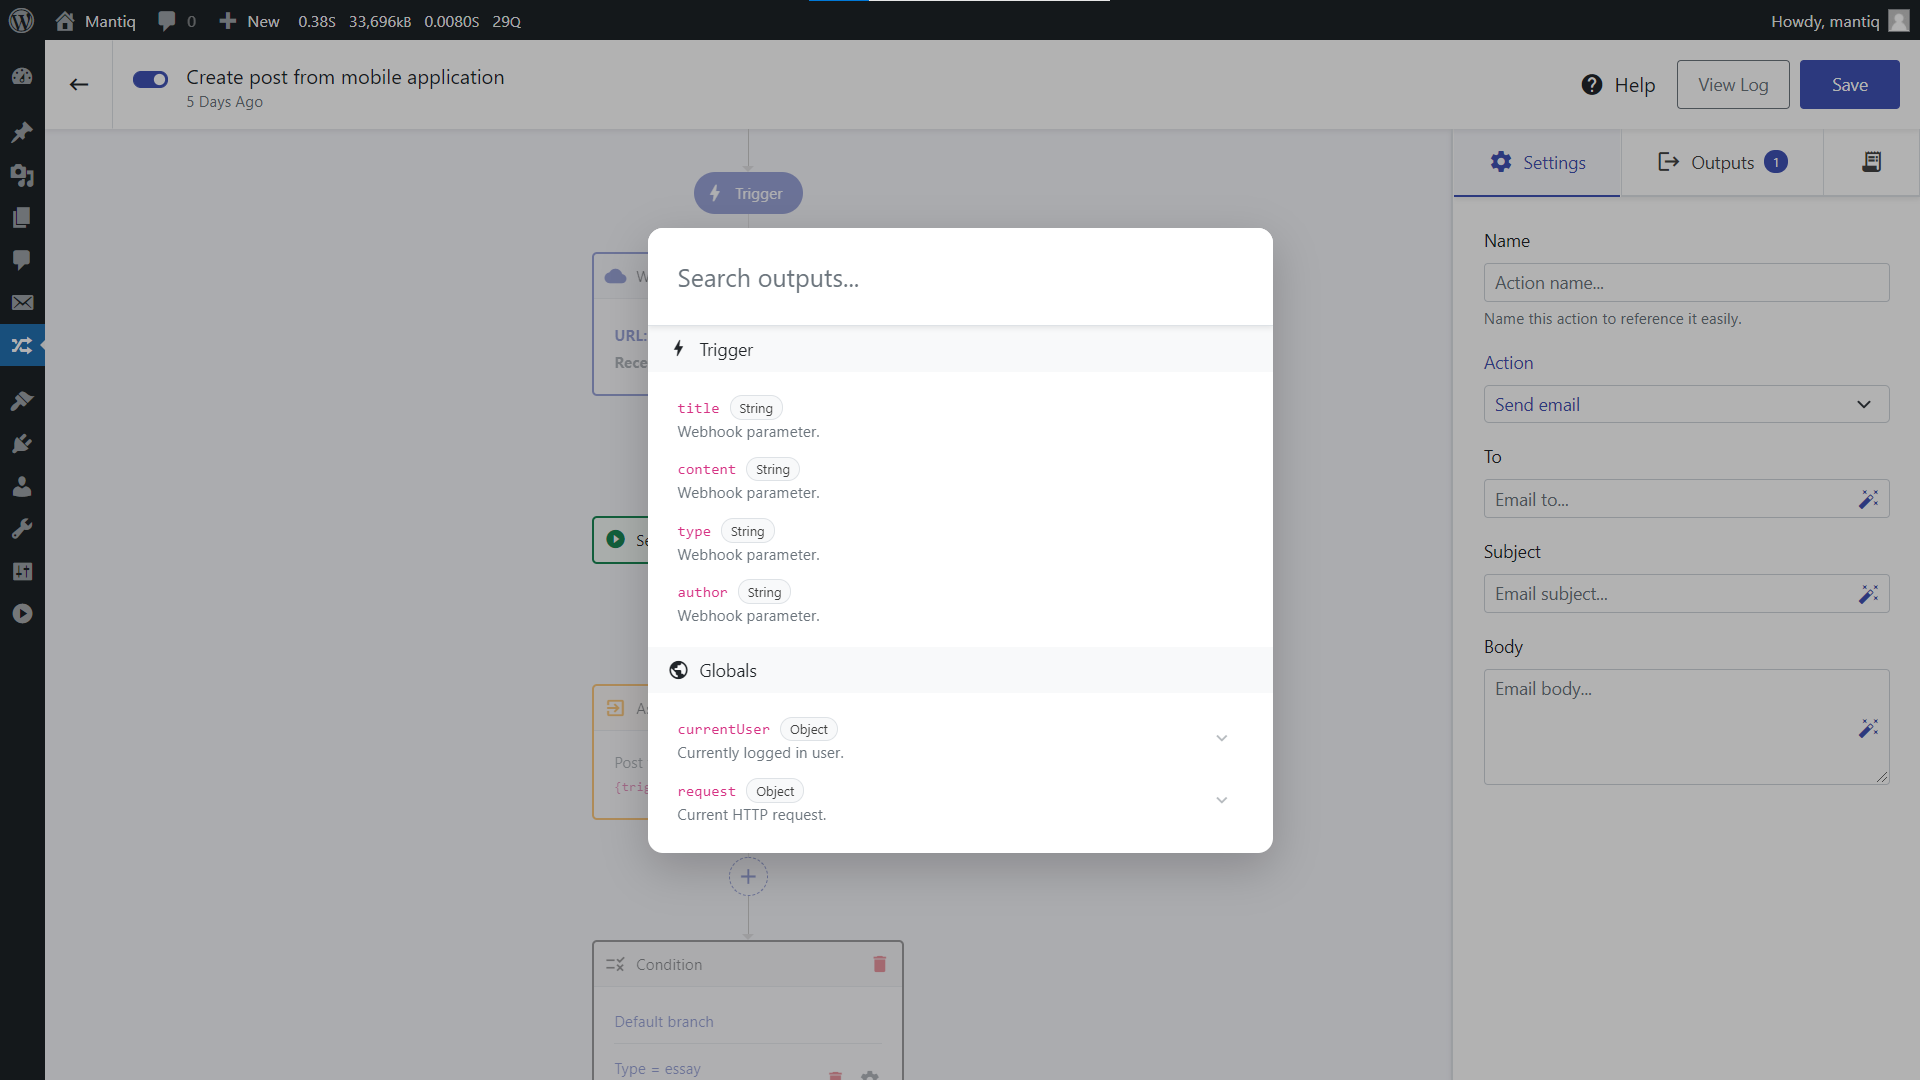 Mantiq 0 New 0.38S 33,696KB 0.0080S 29Q Howdy, mantiq
Create post from mobile application
5 Days Ago
Help View Log Save
Trigger
W
URL:
Rece
Se
As
Post
{trig
Condition
Default branch
Type = essay
Search outputs...
Trigger
title String
Webhook parameter.
content String
Webhook parameter.
type String
Webhook parameter.
author String
Webhook parameter.
Globals
currentUser Object
Currently logged in user.
request Object
Current HTTP request.
Settings Outputs 1
Name
Action name...
Name this action to reference it easily.
Action
Send email
To
Email to...
Subject
Email subject...
Body
Email body...